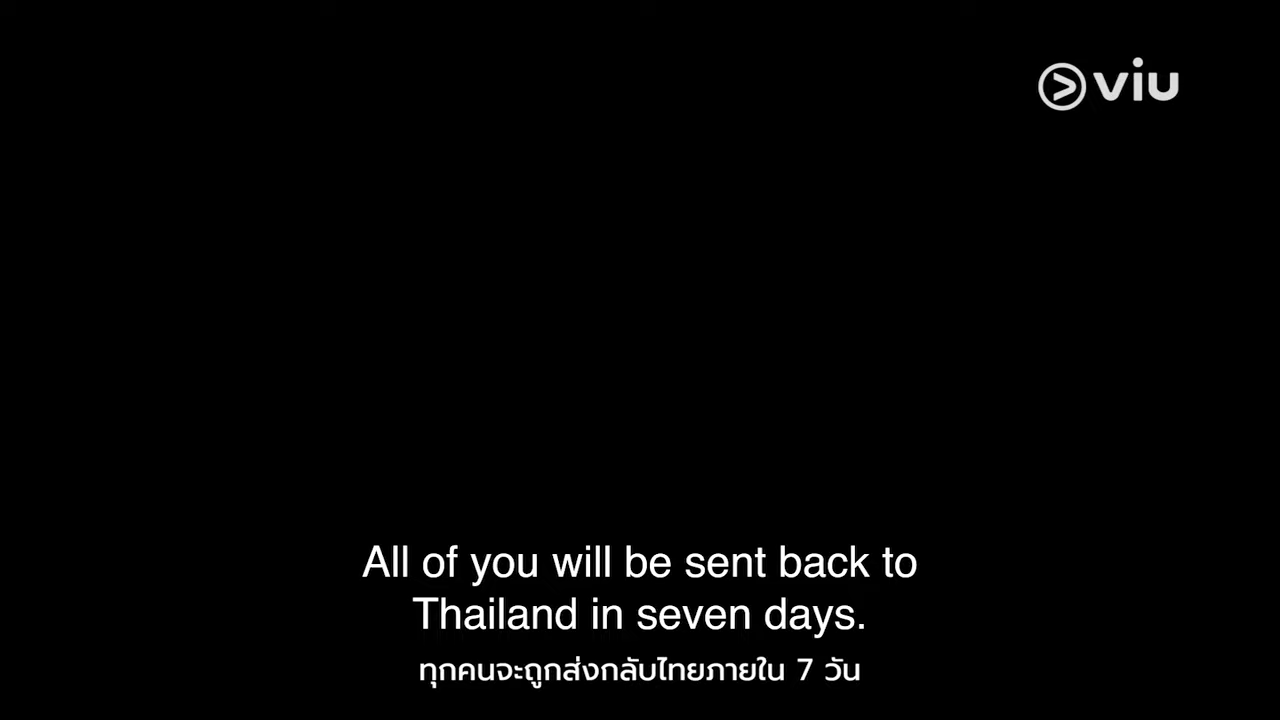 viu
All of you will be sent back to
Thailand in seven days.
ทุกคนจะถูกส่งกลับไทยภายใน 7 วัน